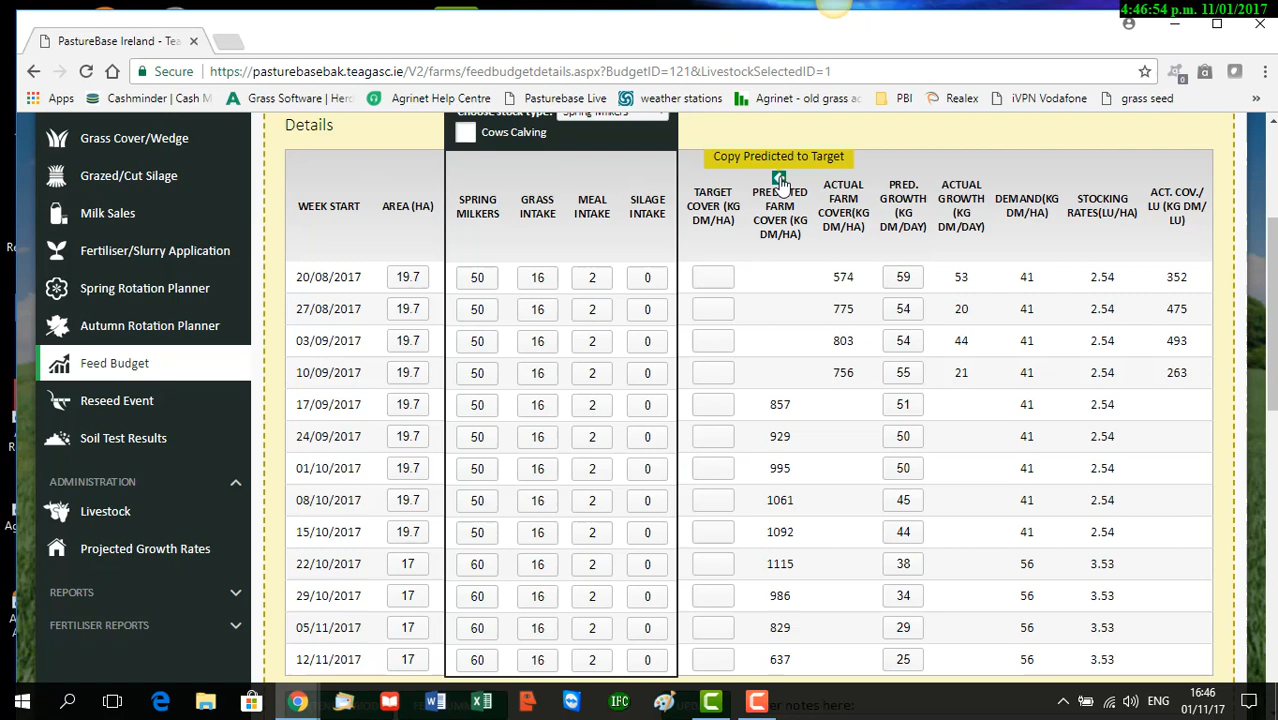 4:46:54 p.m. 11/01/2017
PastureBase Ireland - Tea
Secure
https://pasturebasebak.teagasc.ie/V2/farms/feedbudgetdetails.aspx?BudgetID=121&LivestockSelectedID=1
Apps Cashminder | Cash M Grass Software | Herd Agrinet Help Centre Pasturebase Live weather stations Agrinet - old grass ac PBI Realex iVPN Vodafone grass seed »
Grass Cover/Wedge
Grazed/Cut Silage
Milk Sales
Fertiliser/Slurry Application
Spring Rotation Planner
Autumn Rotation Planner
Feed Budget
Reseed Event
Soil Test Results
ADMINISTRATION
Livestock
Projected Growth Rates
REPORTS
FERTILISER REPORTS
Details
Choose stock type: Spring Milkers
Cows Calving
Copy Predicted to Target
WEEK START AREA (HA) SPRING MILKERS GRASS INTAKE MEAL INTAKE SILAGE INTAKE TARGET COVER (KG DM/HA) PREDICTED FARM COVER (KG DM/HA) ACTUAL FARM COVER(KG DM/HA) PRED. GROWTH (KG DM/DAY) ACTUAL GROWTH (KG DM/DAY) DEMAND(KG DM/HA) STOCKING RATES(LU/HA) ACT. COV./ LU (KG DM/ LU)
20/08/2017 19.7 50 16 2 0 574 59 53 41 2.54 352
27/08/2017 19.7 50 16 2 0 775 54 20 41 2.54 475
03/09/2017 19.7 50 16 2 0 803 54 44 41 2.54 493
10/09/2017 19.7 50 16 2 0 756 55 21 41 2.54 263
17/09/2017 19.7 50 16 2 0 857 51 41 2.54
24/09/2017 19.7 50 16 2 0 929 50 41 2.54
01/10/2017 19.7 50 16 2 0 995 50 41 2.54
08/10/2017 19.7 50 16 2 0 1061 45 41 2.54
15/10/2017 19.7 50 16 2 0 1092 44 41 2.54
22/10/2017 17 60 16 2 0 1115 38 56 3.53
29/10/2017 17 60 16 2 0 986 34 56 3.53
05/11/2017 17 60 16 2 0 829 29 56 3.53
12/11/2017 17 60 16 2 0 637 25 56 3.53
notes here:
IFC
ENG
16:46
01/11/17